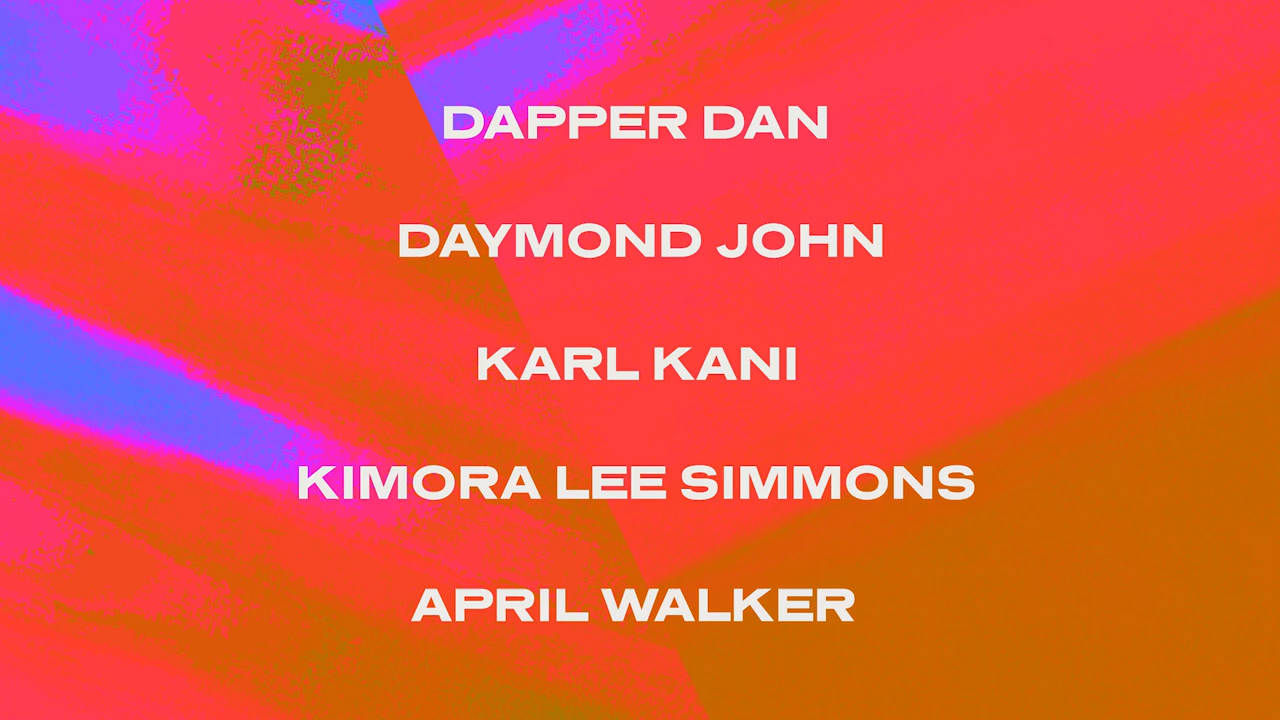 DAPPER DAN
DAYMOND JOHN
KARL KANI
KIMORA LEE SIMMONS
APRIL WALKER